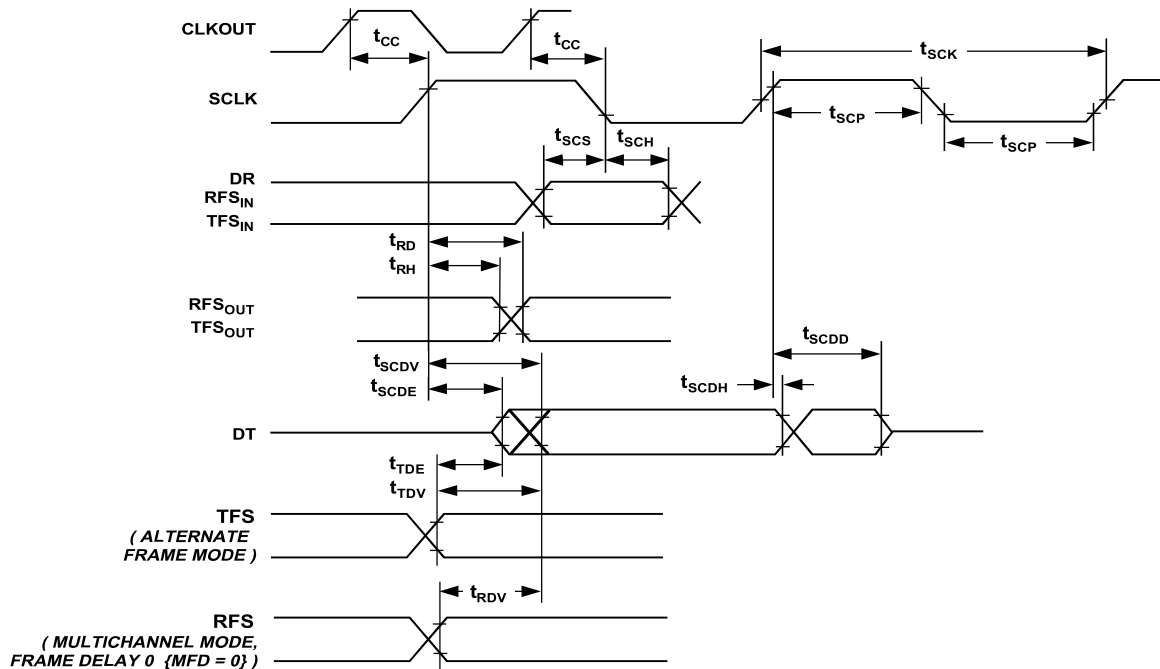 CLKOUT
tCC
tCC
tSCK
SCLK
tSCP
tSCP
tSCS
tSCH
DR
RFSIN
TFSIN
tRD
tRH
RFSOUT
TFSOUT
tSCDV
tSCDE
tSCDD
tSCDH
DT
tTDE
tTDV
TFS
( ALTERNATE
FRAME MODE )
tRDV
RFS
( MULTICHANNEL MODE,
FRAME DELAY 0 {MFD = 0} )